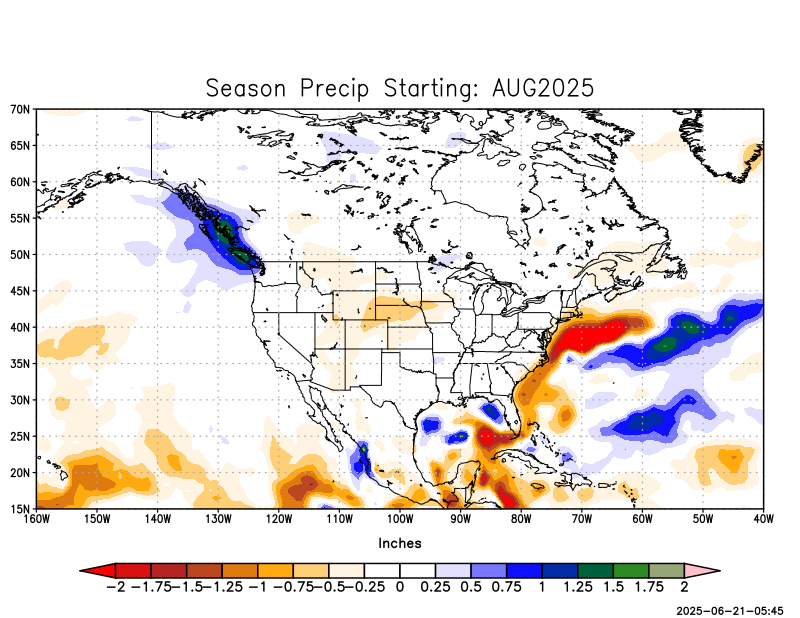 Season Precip Starting: AUG2025
70N
65N
60N
55N
50N
45N
40N
35N
30N
25N
20N
15N
160W 150W 140W 130W 120W 110W 100W 90W 80W 70W 60W 50W 40W
Inches
−2 −1.75 −1.5 −1.25 −1 −0.75 −0.5 −0.25 0 0.25 0.5 0.75 1 1.25 1.5 1.75 2
2025−06−21−05:45